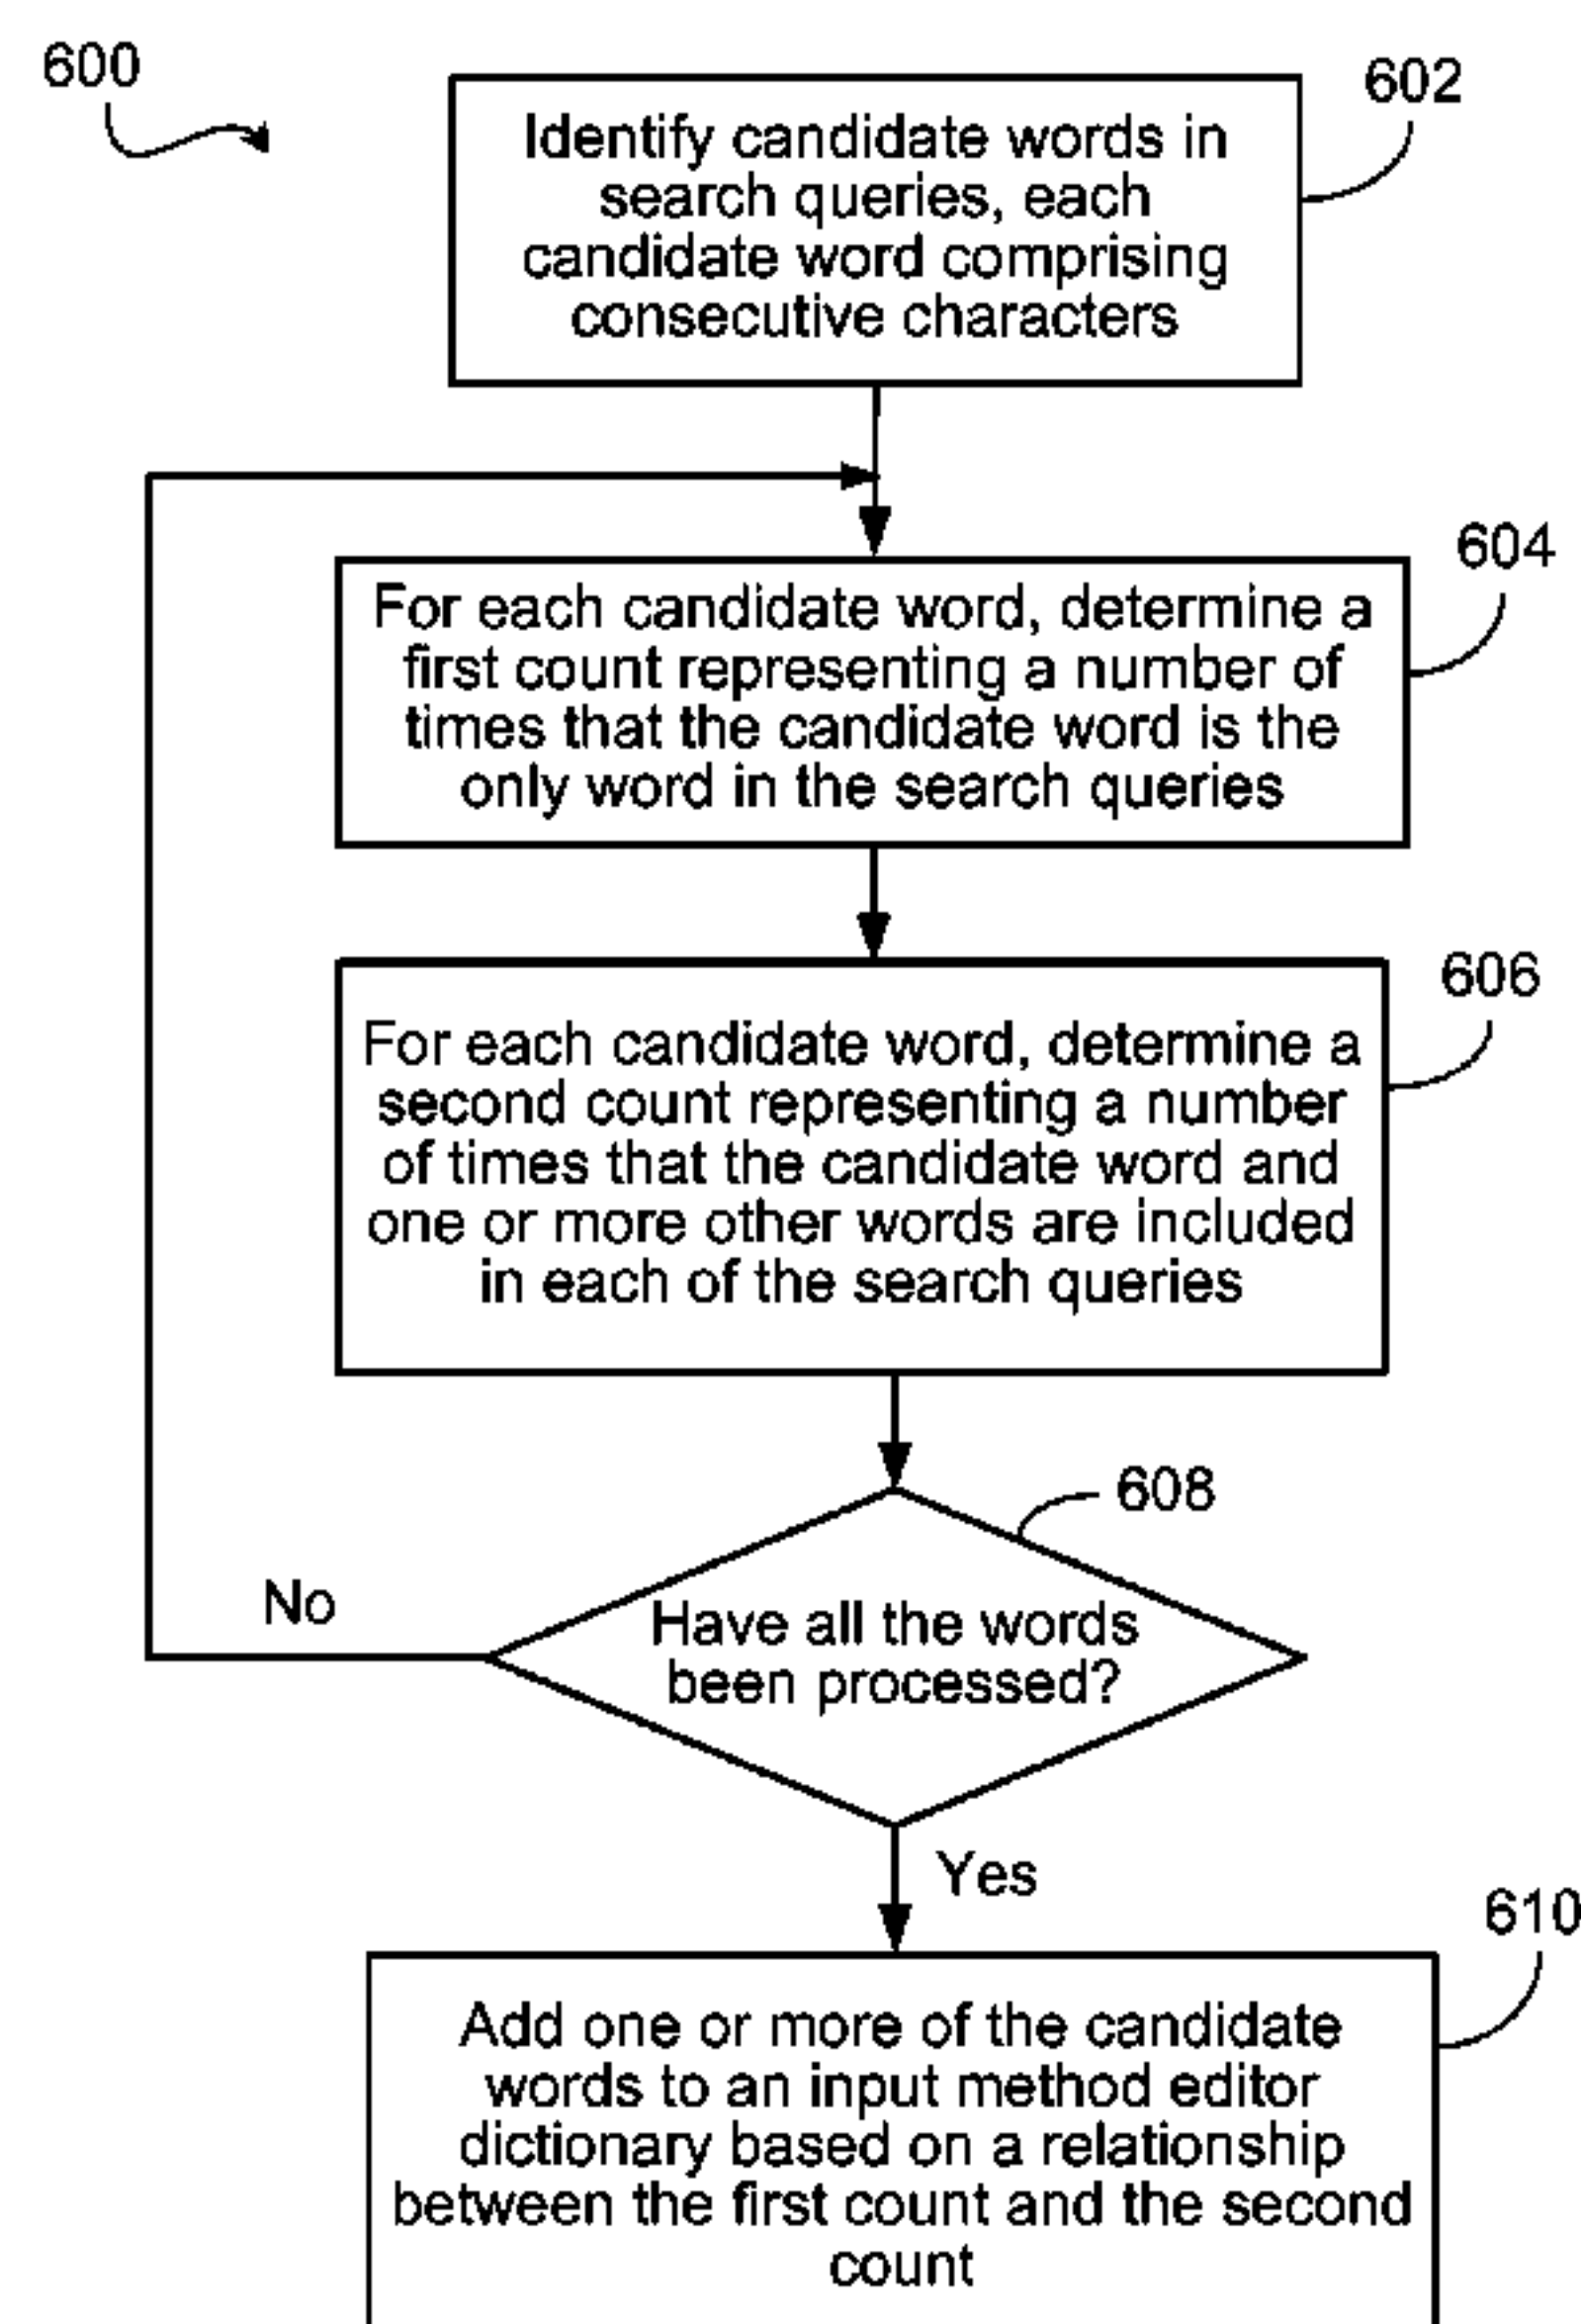 600
602
Identify candidate words in
search queries, each
candidate word comprising
consecutive characters
604
For each candidate word, determine a
first count representing a number of
times that the candidate word is the
only word in the search queries
606
For each candidate word, determine a
second count representing a number
of times that the candidate word and
one or more other words are included
in each of the search queries
608
No
Have all the words
been processed?
Yes
610
Add one or more of the candidate
words to an input method editor
dictionary based on a relationship
between the first count and the second
count